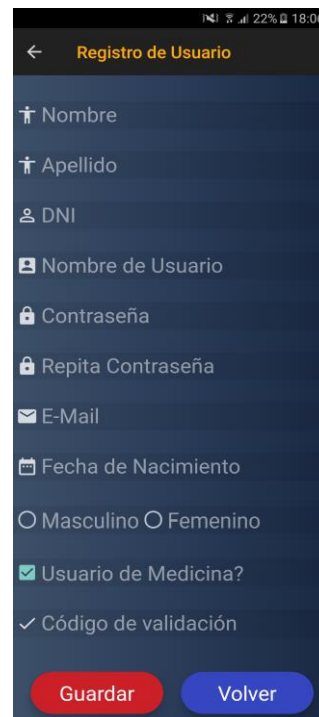 22% 18:06
Registro de Usuario
Nombre
Apellido
DNI
Nombre de Usuario
Contraseña
Repita Contraseña
E-Mail
Fecha de Nacimiento
Masculino Femenino
Usuario de Medicina?
Código de validación
Guardar Volver